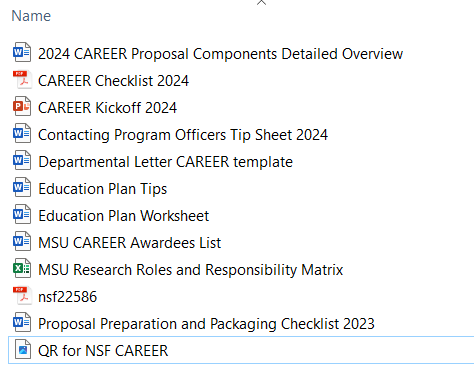 Name
2024 CAREER Proposal Components Detailed Overview
CAREER Checklist 2024
CAREER Kickoff 2024
Contacting Program Officers Tip Sheet 2024
Departmental Letter CAREER template
Education Plan Tips
Education Plan Worksheet
MSU CAREER Awardees List
MSU Research Roles and Responsibility Matrix
nsf22586
Proposal Preparation and Packaging Checklist 2023
QR for NSF CAREER